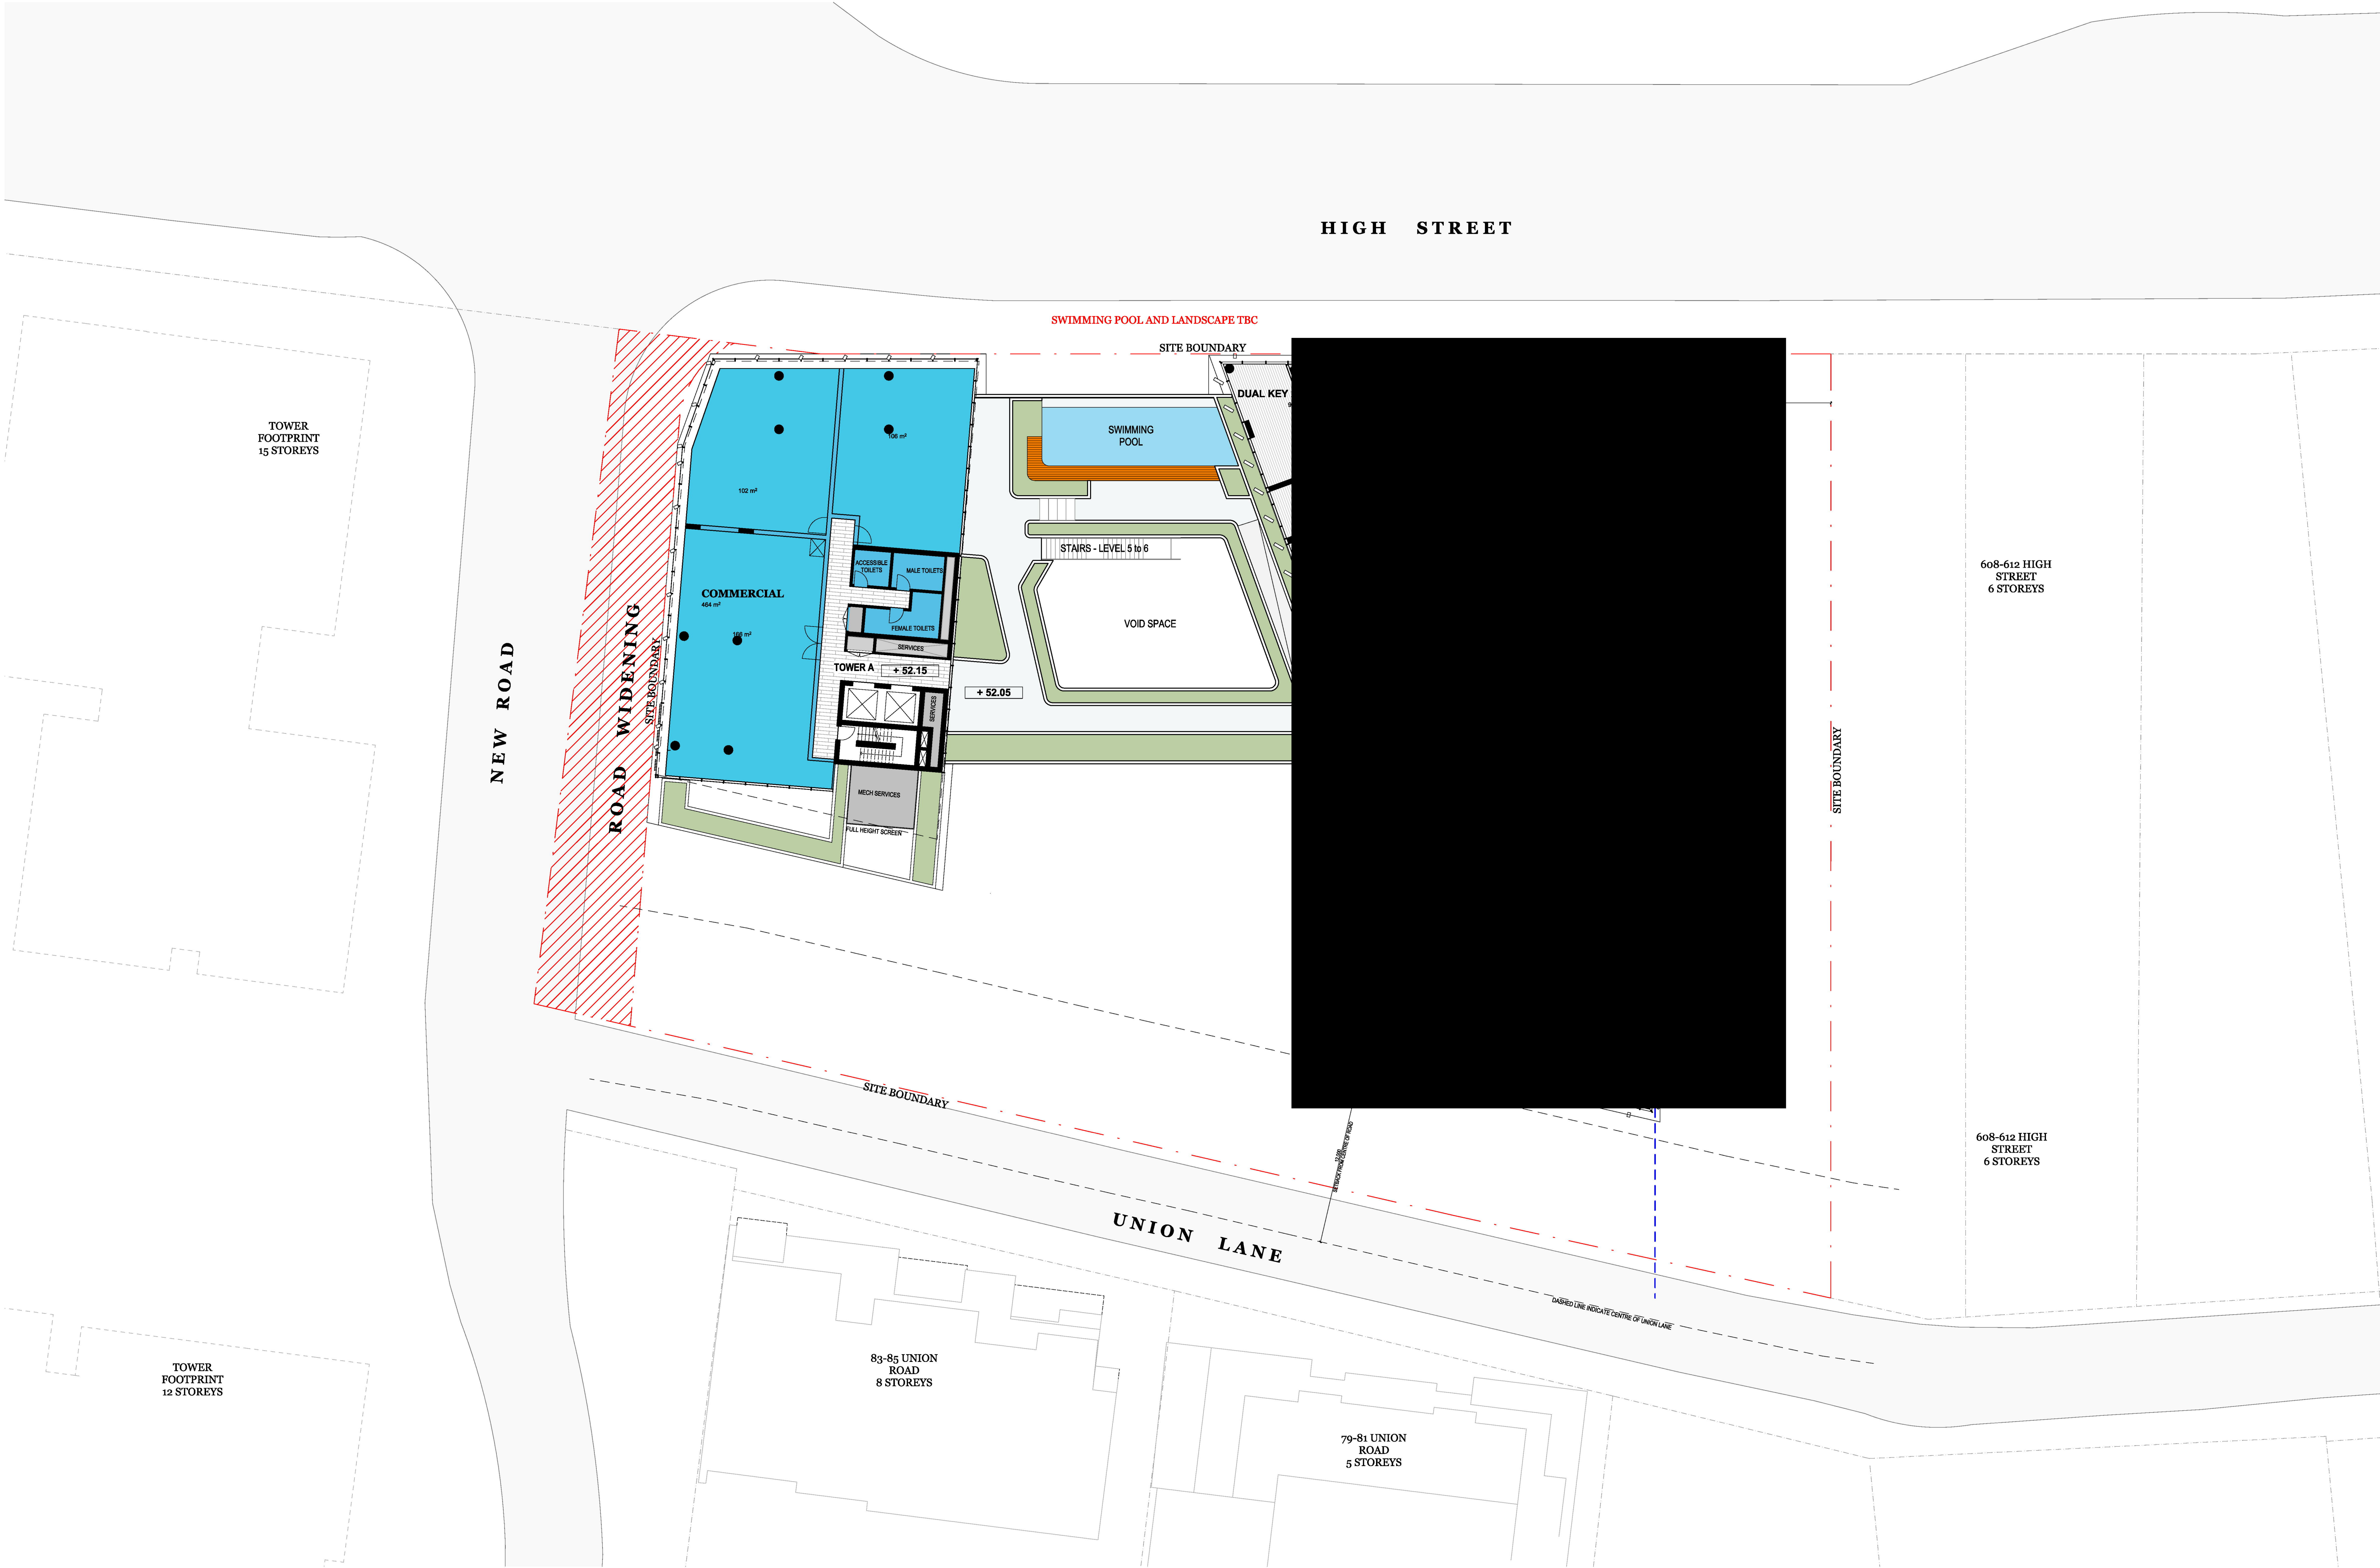 HIGH STREET
SWIMMING POOL AND LANDSCAPE TBC
SITE BOUNDARY
DUAL KEY
TOWER
FOOTPRINT
15 STOREYS
SWIMMING
POOL
106 m²
102 m²
STAIRS - LEVEL 5 to 6
ACCESSIBLE
TOILETS
MALE TOILETS
608-612 HIGH
STREET
6 STOREYS
COMMERCIAL
464 m²
FEMALE TOILETS
VOID SPACE
SERVICES
TOWER A
+ 52.15
+ 52.05
SERVICES
NEW ROAD
ROAD WIDENING
SITE BOUNDARY
SITE BOUNDARY
MECH SERVICES
FULL HEIGHT SCREEN
SITE BOUNDARY
SETBACK FROM CENTRE OF ROAD
608-612 HIGH
STREET
6 STOREYS
UNION LANE
DASHED LINE INDICATE CENTRE OF UNION LANE
TOWER
FOOTPRINT
12 STOREYS
83-85 UNION
ROAD
8 STOREYS
79-81 UNION
ROAD
5 STOREYS